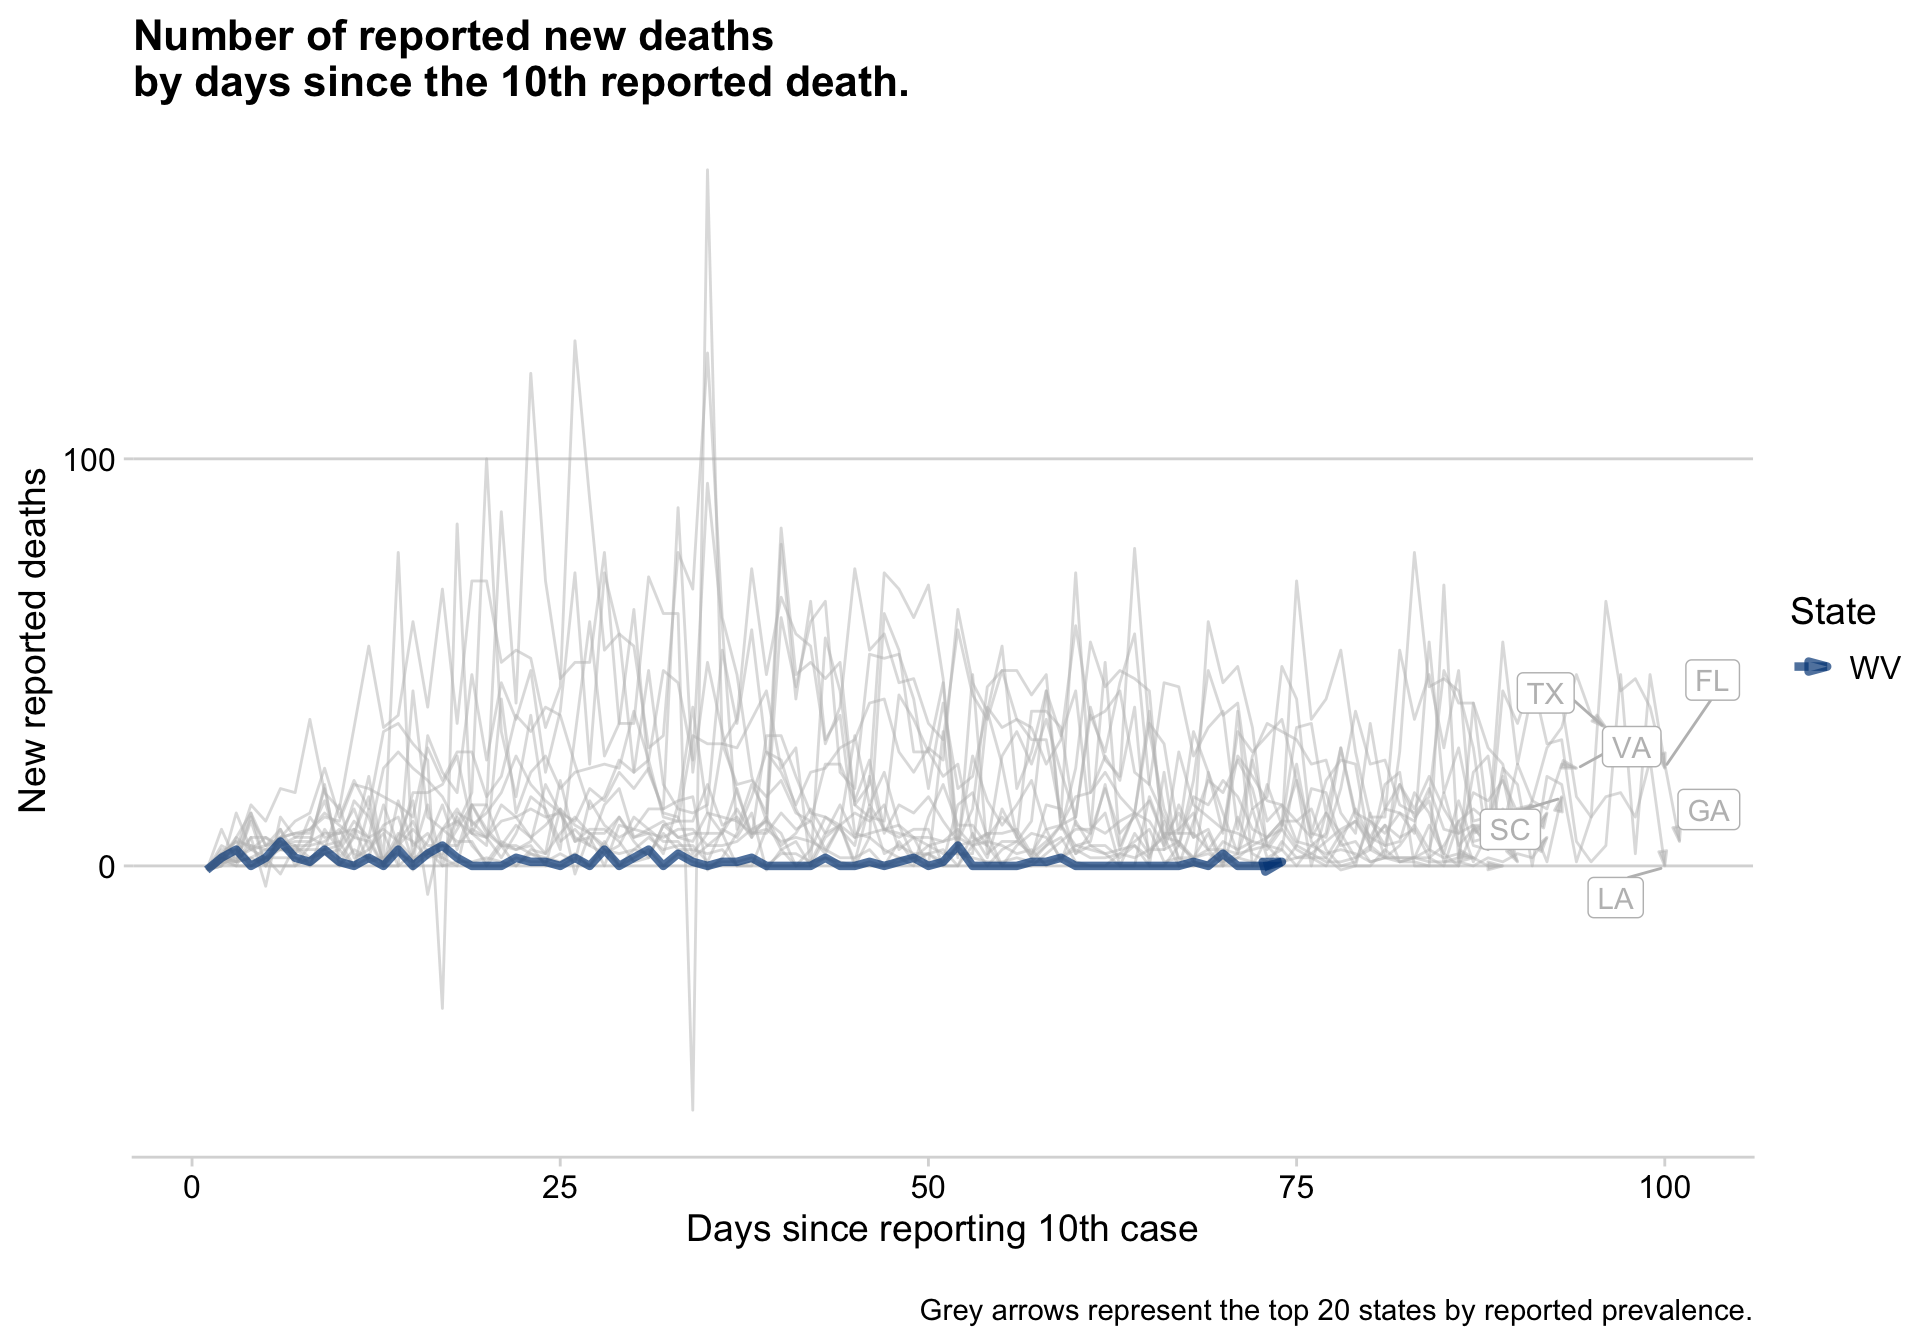 Number of reported new deaths
by days since the 10th reported death.
New reported deaths
100
0
TX
FL
VA
GA
SC
LA
State
WV
0
25
50
75
100
Days since reporting 10th case
Grey arrows represent the top 20 states by reported prevalence.